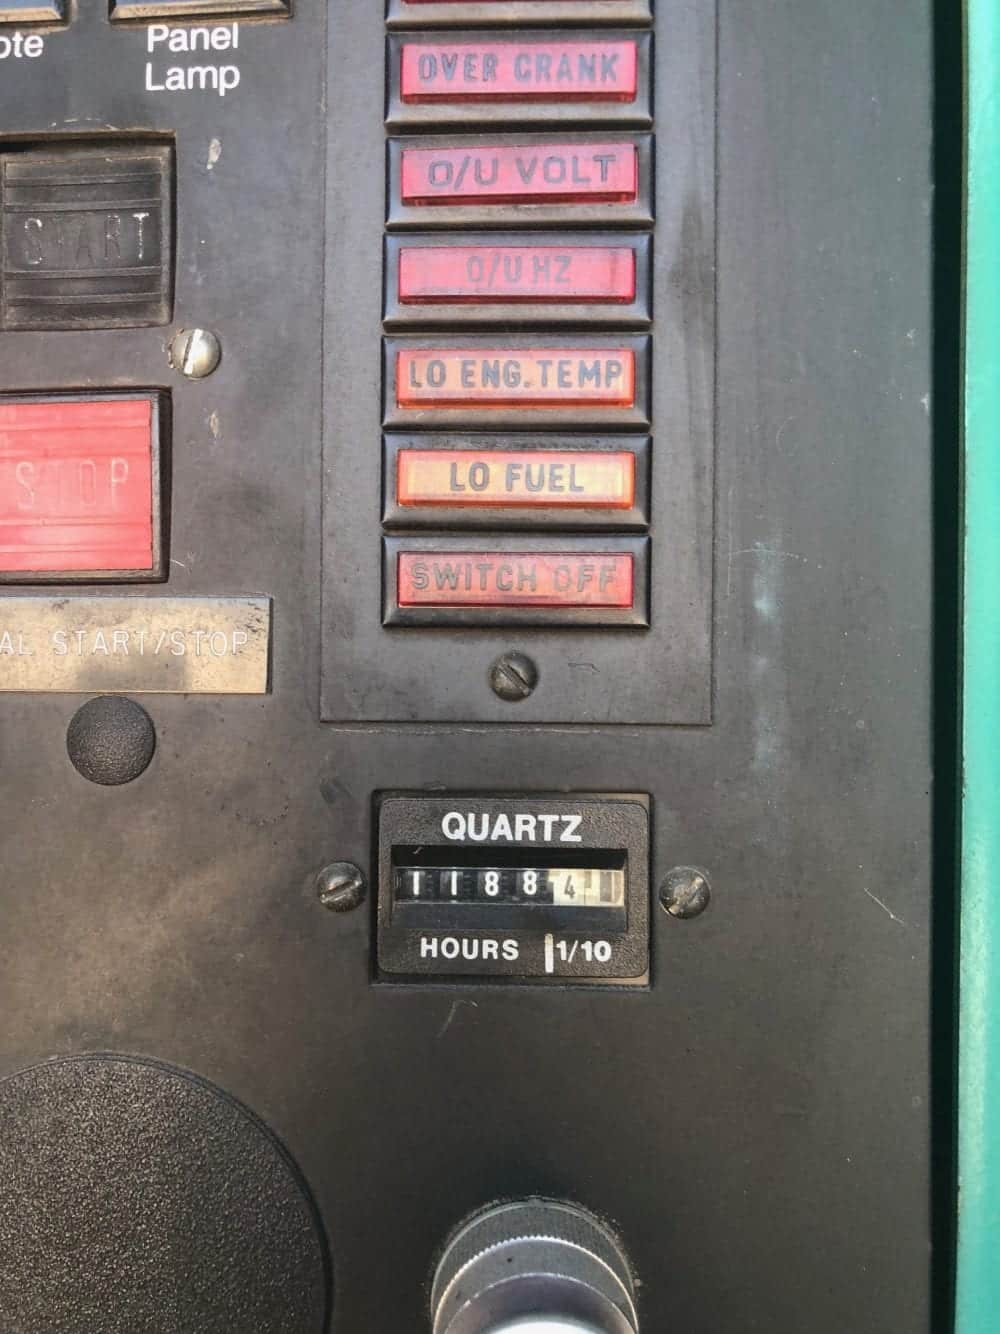 ote
Panel
Lamp
OVER CRANK
O/U VOLT
START
O/U HZ
LO ENG. TEMP
STOP
LO FUEL
SWITCH OFF
AL START/STOP
QUARTZ
1 1 8 8 4
HOURS 1/10